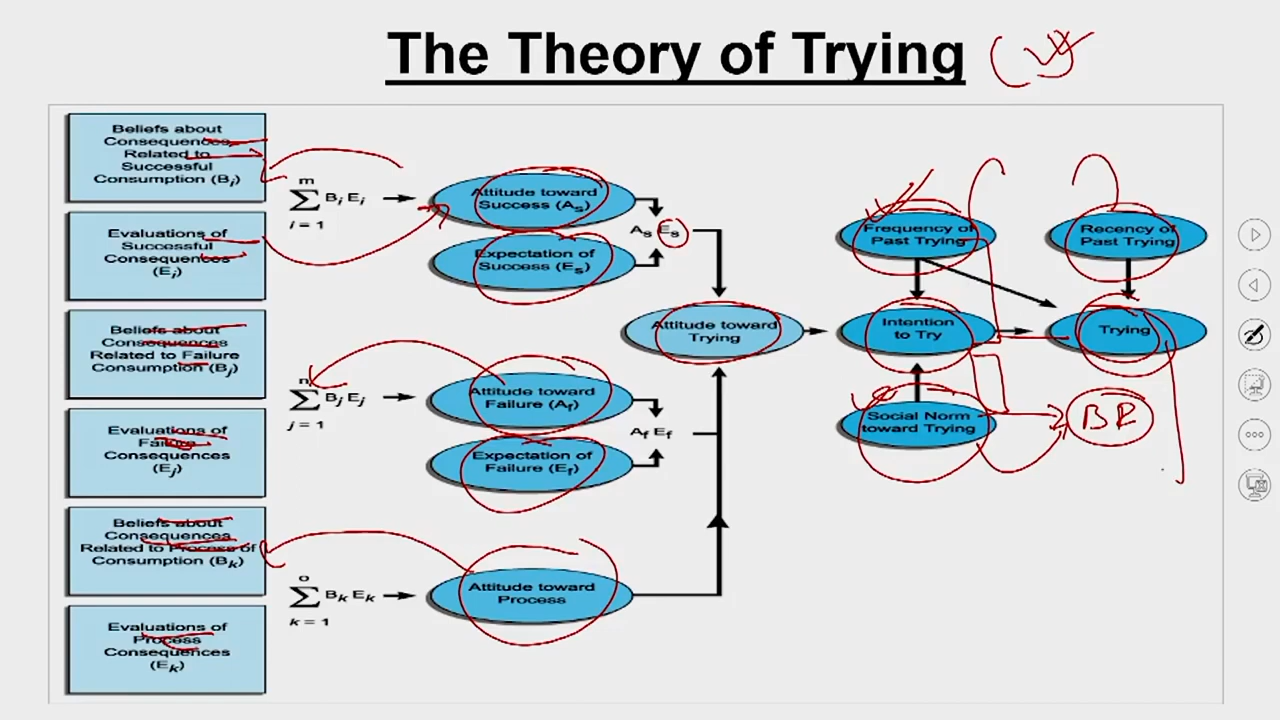 The Theory of Trying
Beliefs about
Consequences
Related to
Successful
Consumption (Bi)
Evaluations of
Successful
Consequences
(Ei)
Beliefs about
Consequences
Related to Failure
Consumption (Bj)
Evaluations of
Failure
Consequences
(Ej)
Beliefs about
Consequences
Related to Process of
Consumption (Bk)
Evaluations of
Process
Consequences
(Ek)
m
∑ Bi Ei
i = 1
n
∑ Bj Ej
j = 1
o
∑ Bk Ek
k = 1
Attitude toward
Success (As)
Expectation of
Success (Es)
As Es
Attitude toward
Failure (Af)
Expectation of
Failure (Ef)
Af Ef
Attitude toward
Process
Attitude toward
Trying
Frequency of
Past Trying
Intention
to Try
Social Norm
toward Trying
Recency of
Past Trying
Trying